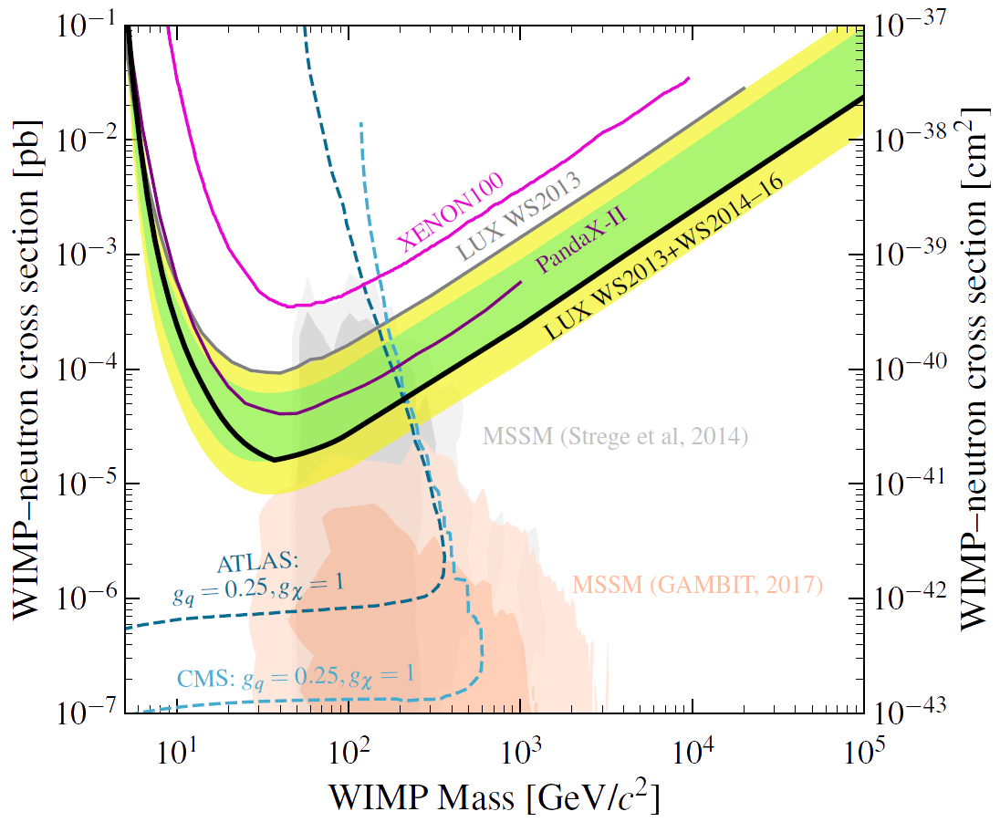 10⁻¹
10⁻²
10⁻³
10⁻⁴
10⁻⁵
10⁻⁶
10⁻⁷
WIMP–neutron cross section [pb]
10⁻³⁷
10⁻³⁸
10⁻³⁹
10⁻⁴⁰
10⁻⁴¹
10⁻⁴²
10⁻⁴³
WIMP–neutron cross section [cm²]
XENON100
LUX WS2013
PandaX-II
LUX WS2013+WS2014–16
MSSM (Strege et al, 2014)
ATLAS:
g_q = 0.25, g_χ = 1
MSSM (GAMBIT, 2017)
CMS: g_q = 0.25, g_χ = 1
10¹ 10² 10³ 10⁴ 10⁵
WIMP Mass [GeV/c²]